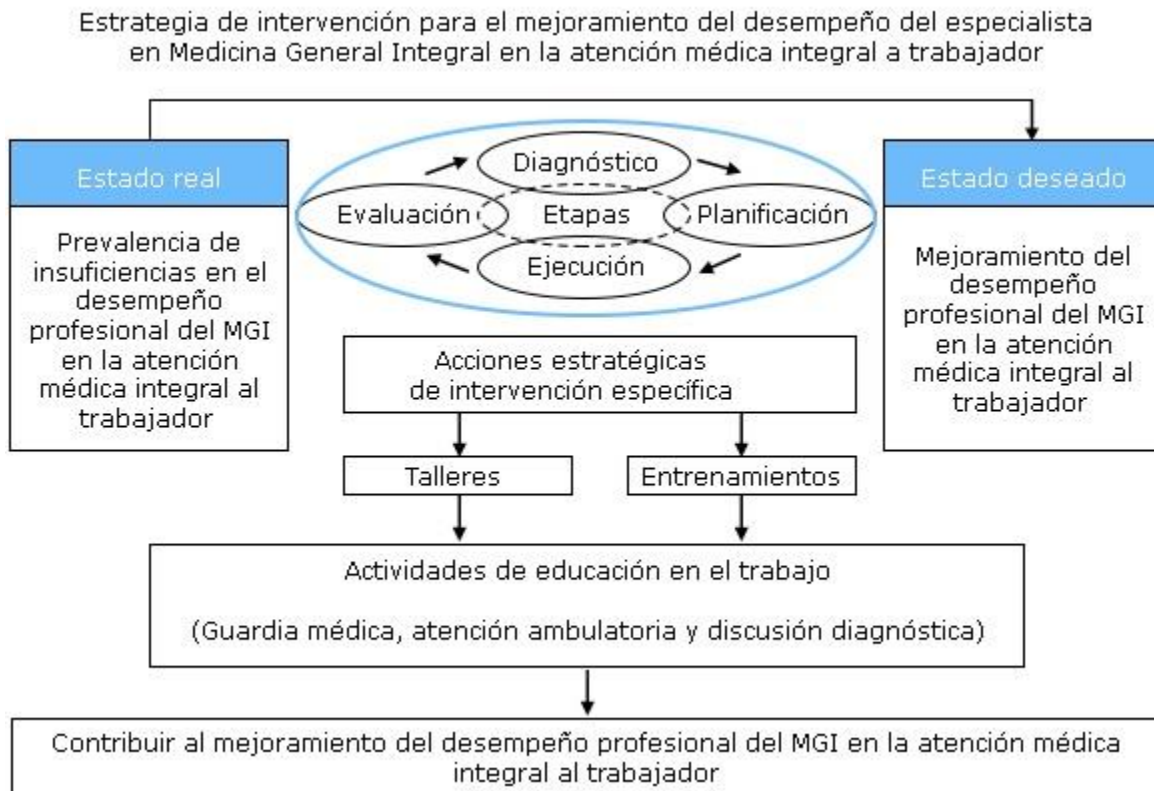 Estrategia de intervención para el mejoramiento del desempeño del especialista
en Medicina General Integral en la atención médica integral a trabajador
Estado real
Prevalencia de
insuficiencias en el
desempeño
profesional del MGI
en la atención
médica integral al
trabajador
Diagnóstico
Evaluación
Etapas
Planificación
Ejecución
Estado deseado
Mejoramiento del
desempeño
profesional del MGI
en la atención
médica integral al
trabajador
Acciones estratégicas
de intervención específica
Talleres
Entrenamientos
Actividades de educación en el trabajo
(Guardia médica, atención ambulatoria y discusión diagnóstica)
Contribuir al mejoramiento del desempeño profesional del MGI en la atención médica
integral al trabajador